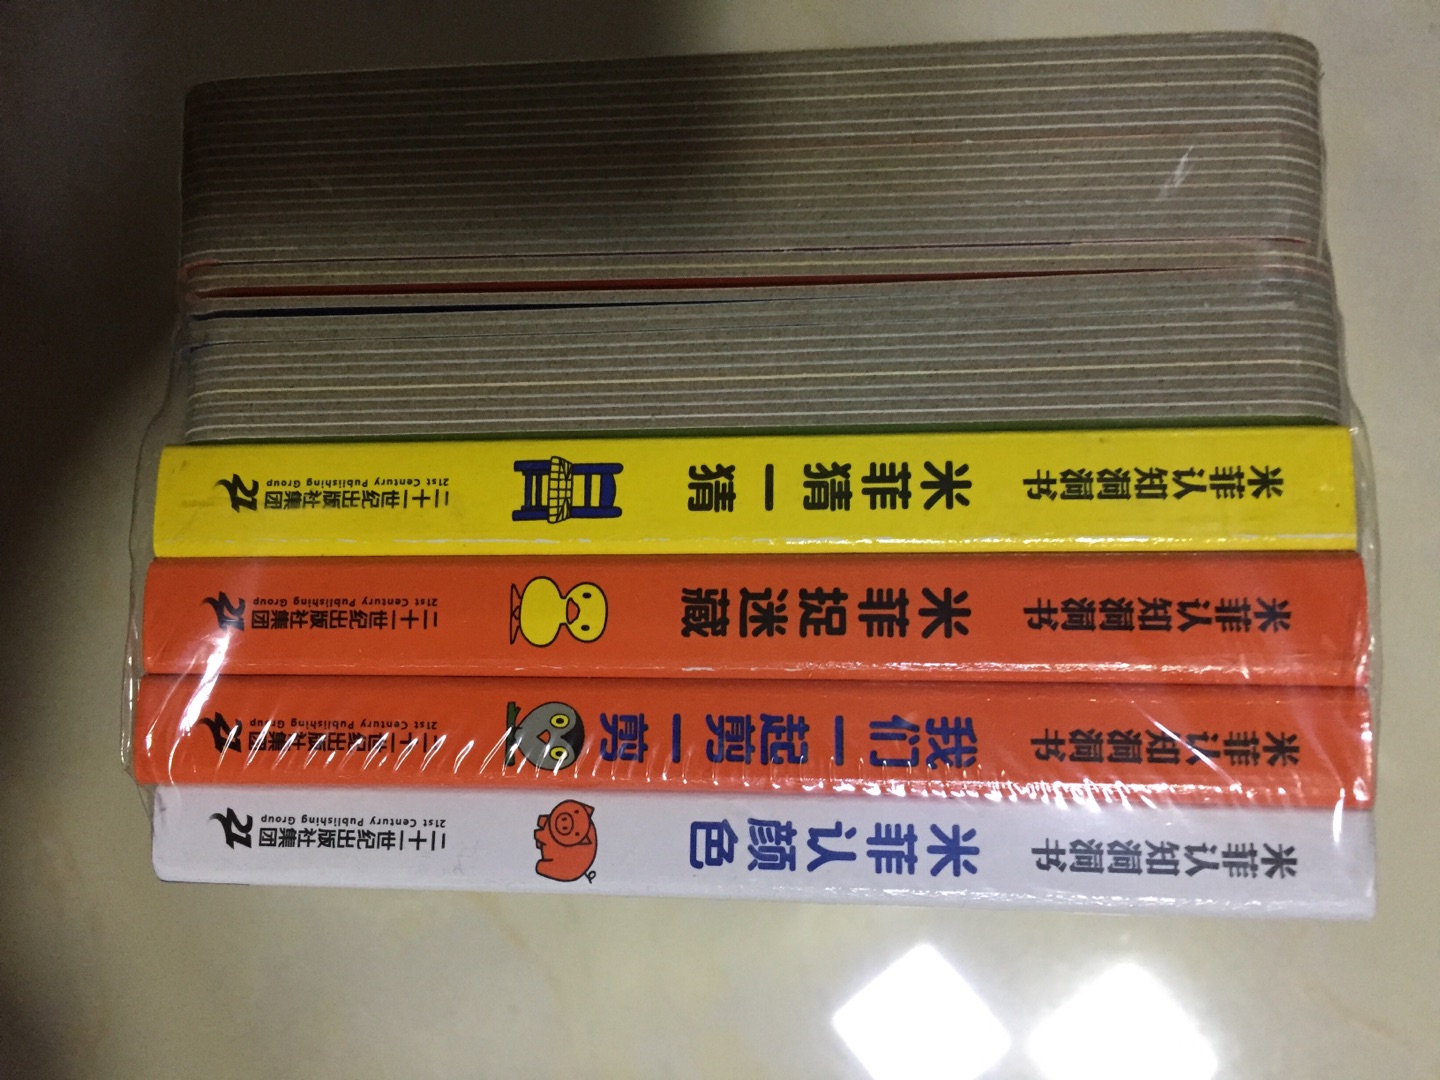 米菲认知洞洞书
米菲认颜色
二十一世纪出版社集团
21st Century Publishing Group
米菲认知洞洞书
我们一起剪一剪
二十一世纪出版社集团
21st Century Publishing Group
米菲认知洞洞书
米菲捉迷藏
二十一世纪出版社集团
21st Century Publishing Group
米菲认知洞洞书
米菲猜一猜
二十一世纪出版社集团
21st Century Publishing Group